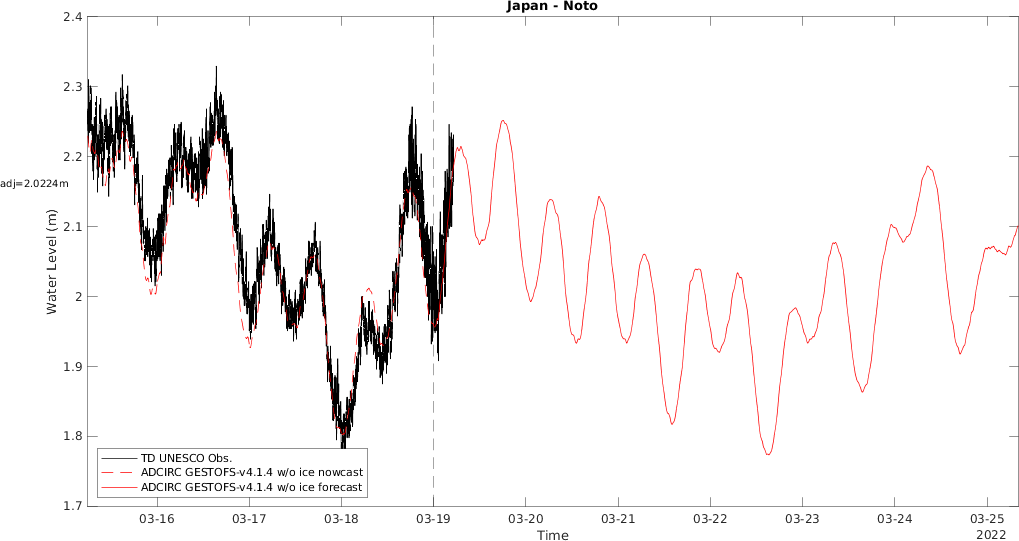 Japan - Noto
2.4
2.3
2.2
2.1
2
1.9
1.8
1.7
adj=2.0224m
Water Level (m)
TD UNESCO Obs.
ADCIRC GESTOFS-v4.1.4 w/o ice nowcast
ADCIRC GESTOFS-v4.1.4 w/o ice forecast
03-16 03-17 03-18 03-19 03-20 03-21 03-22 03-23 03-24 03-25
Time 2022